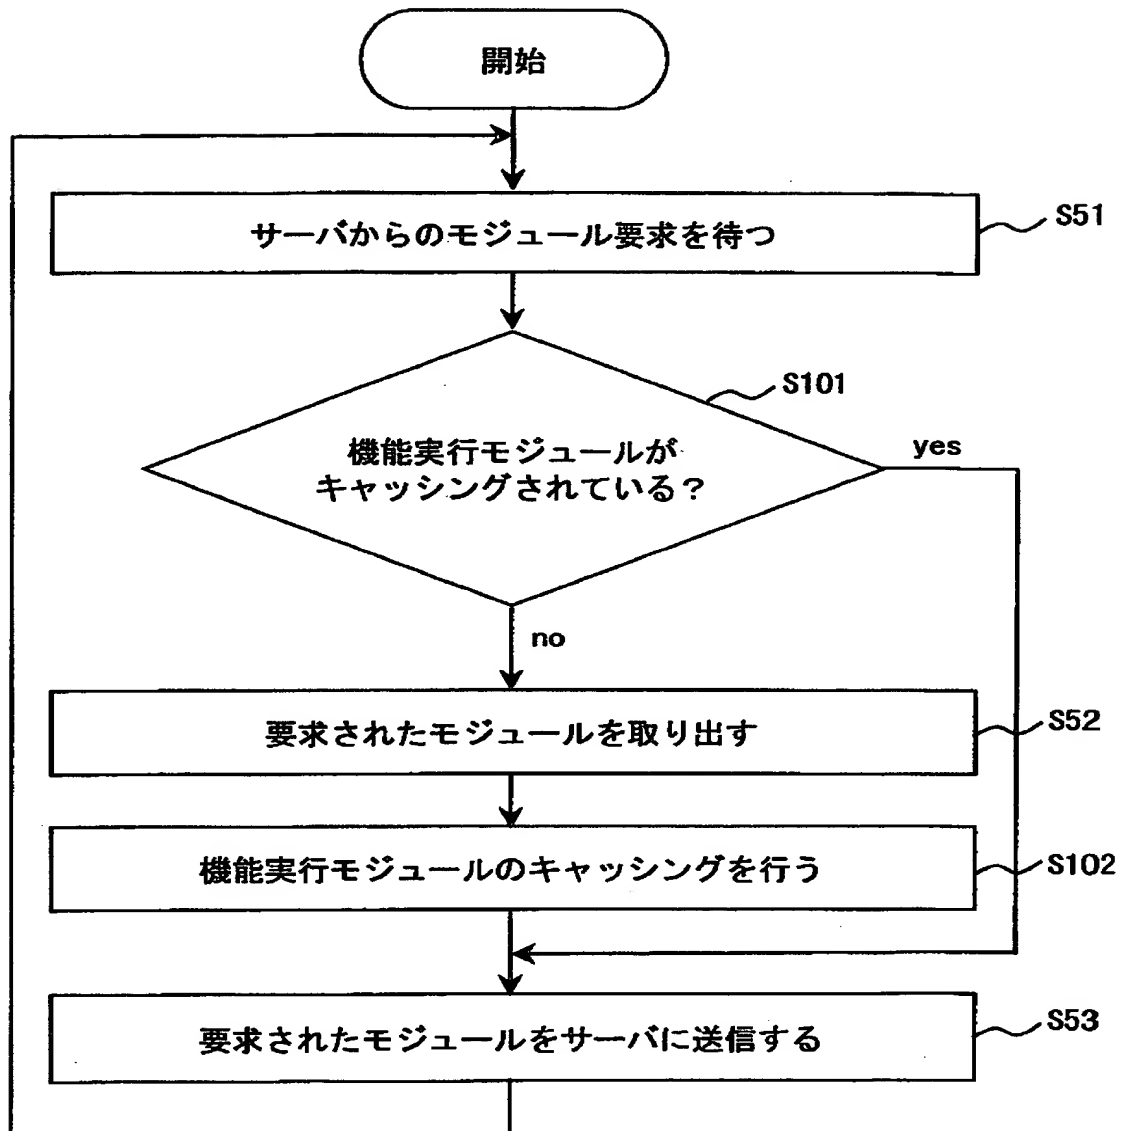 開始
サーバからのモジュール要求を待つ
S51
S101
機能実行モジュールが
キャッシングされている？
yes
no
要求されたモジュールを取り出す
S52
機能実行モジュールのキャッシングを行う
S102
要求されたモジュールをサーバに送信する
S53